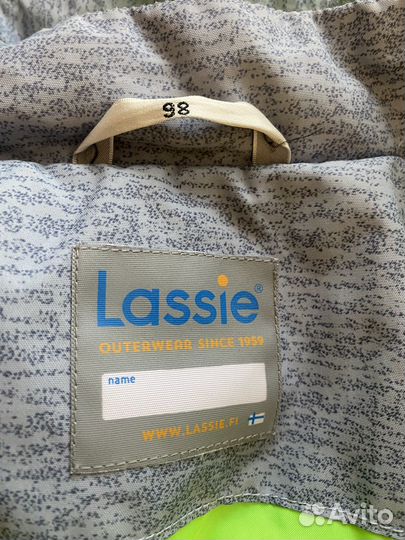 98
Lassie®
OUTERWEAR SINCE 1959
name
WWW.LASSIE.FI
Avito